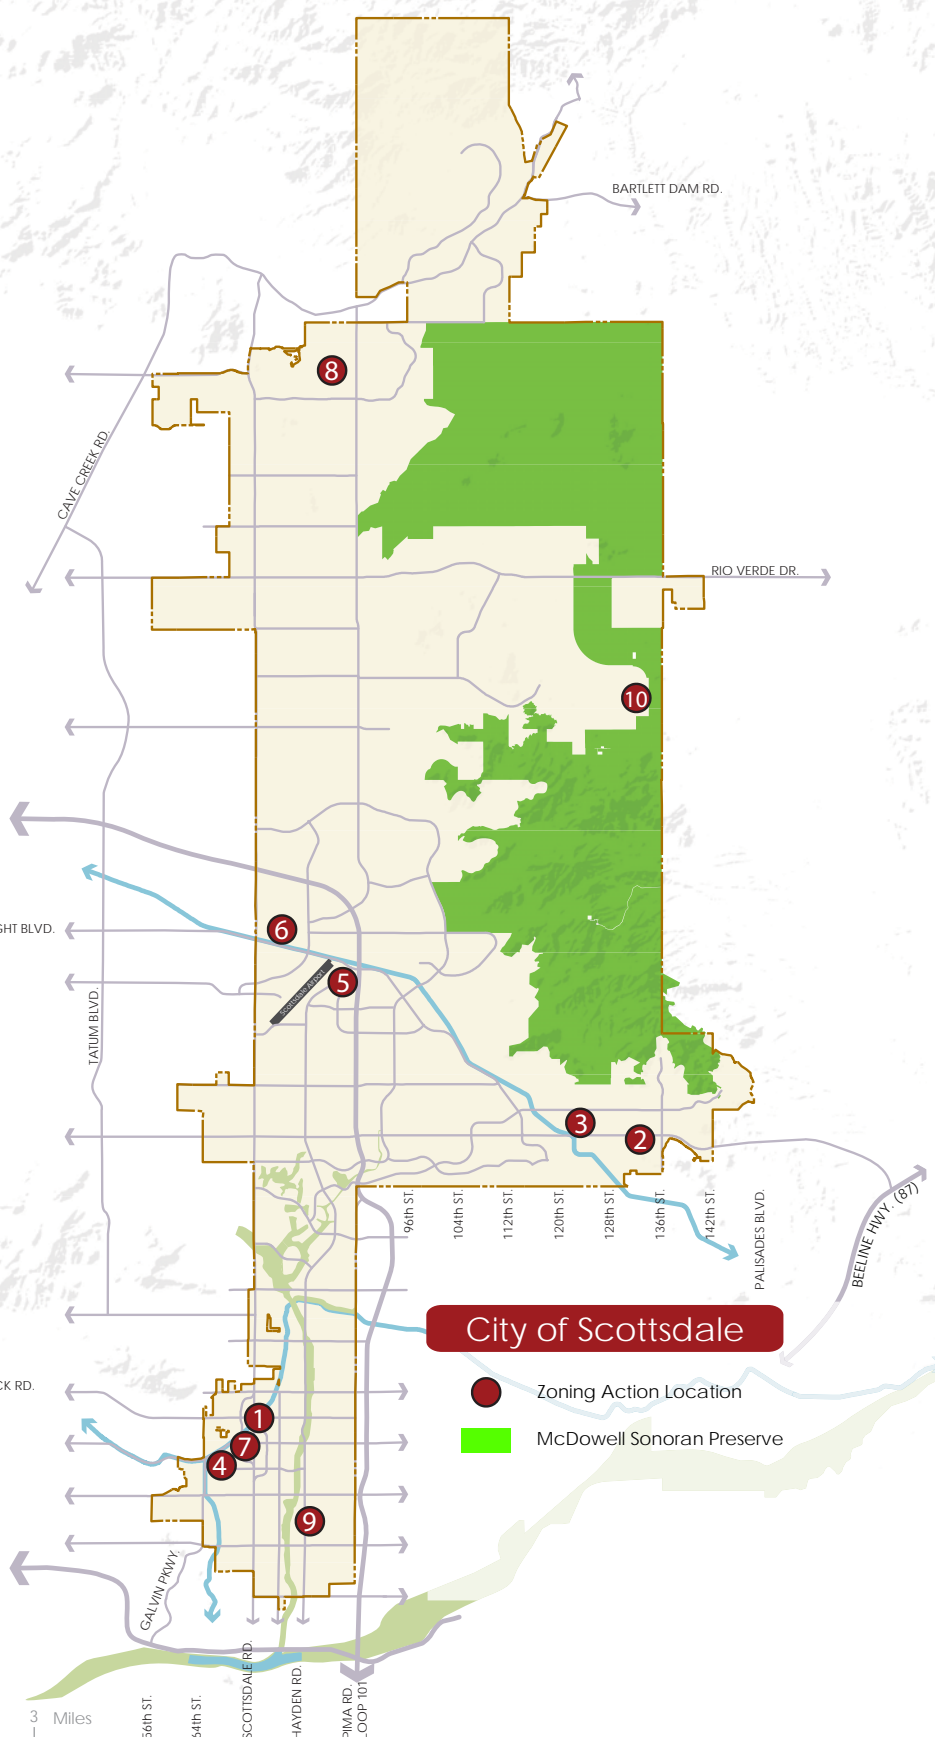 BARTLETT DAM RD.
8
CAVE CREEK RD.
RIO VERDE DR.
10
6
GHT BLVD.
5
Scottsdale Airport
TATUM BLVD.
3
2
96th ST.
104th ST.
112th ST.
120th ST.
128th ST.
136th ST.
142th ST.
PALISADES BLVD.
BEELINE HWY. (87)
City of Scottsdale
CK RD.
Zoning Action Location
1
McDowell Sonoran Preserve
7
4
9
GALVIN PKWY.
56th ST.
64th ST.
SCOTTSDALE RD.
HAYDEN RD.
PIMA RD.
LOOP 101
3
Miles